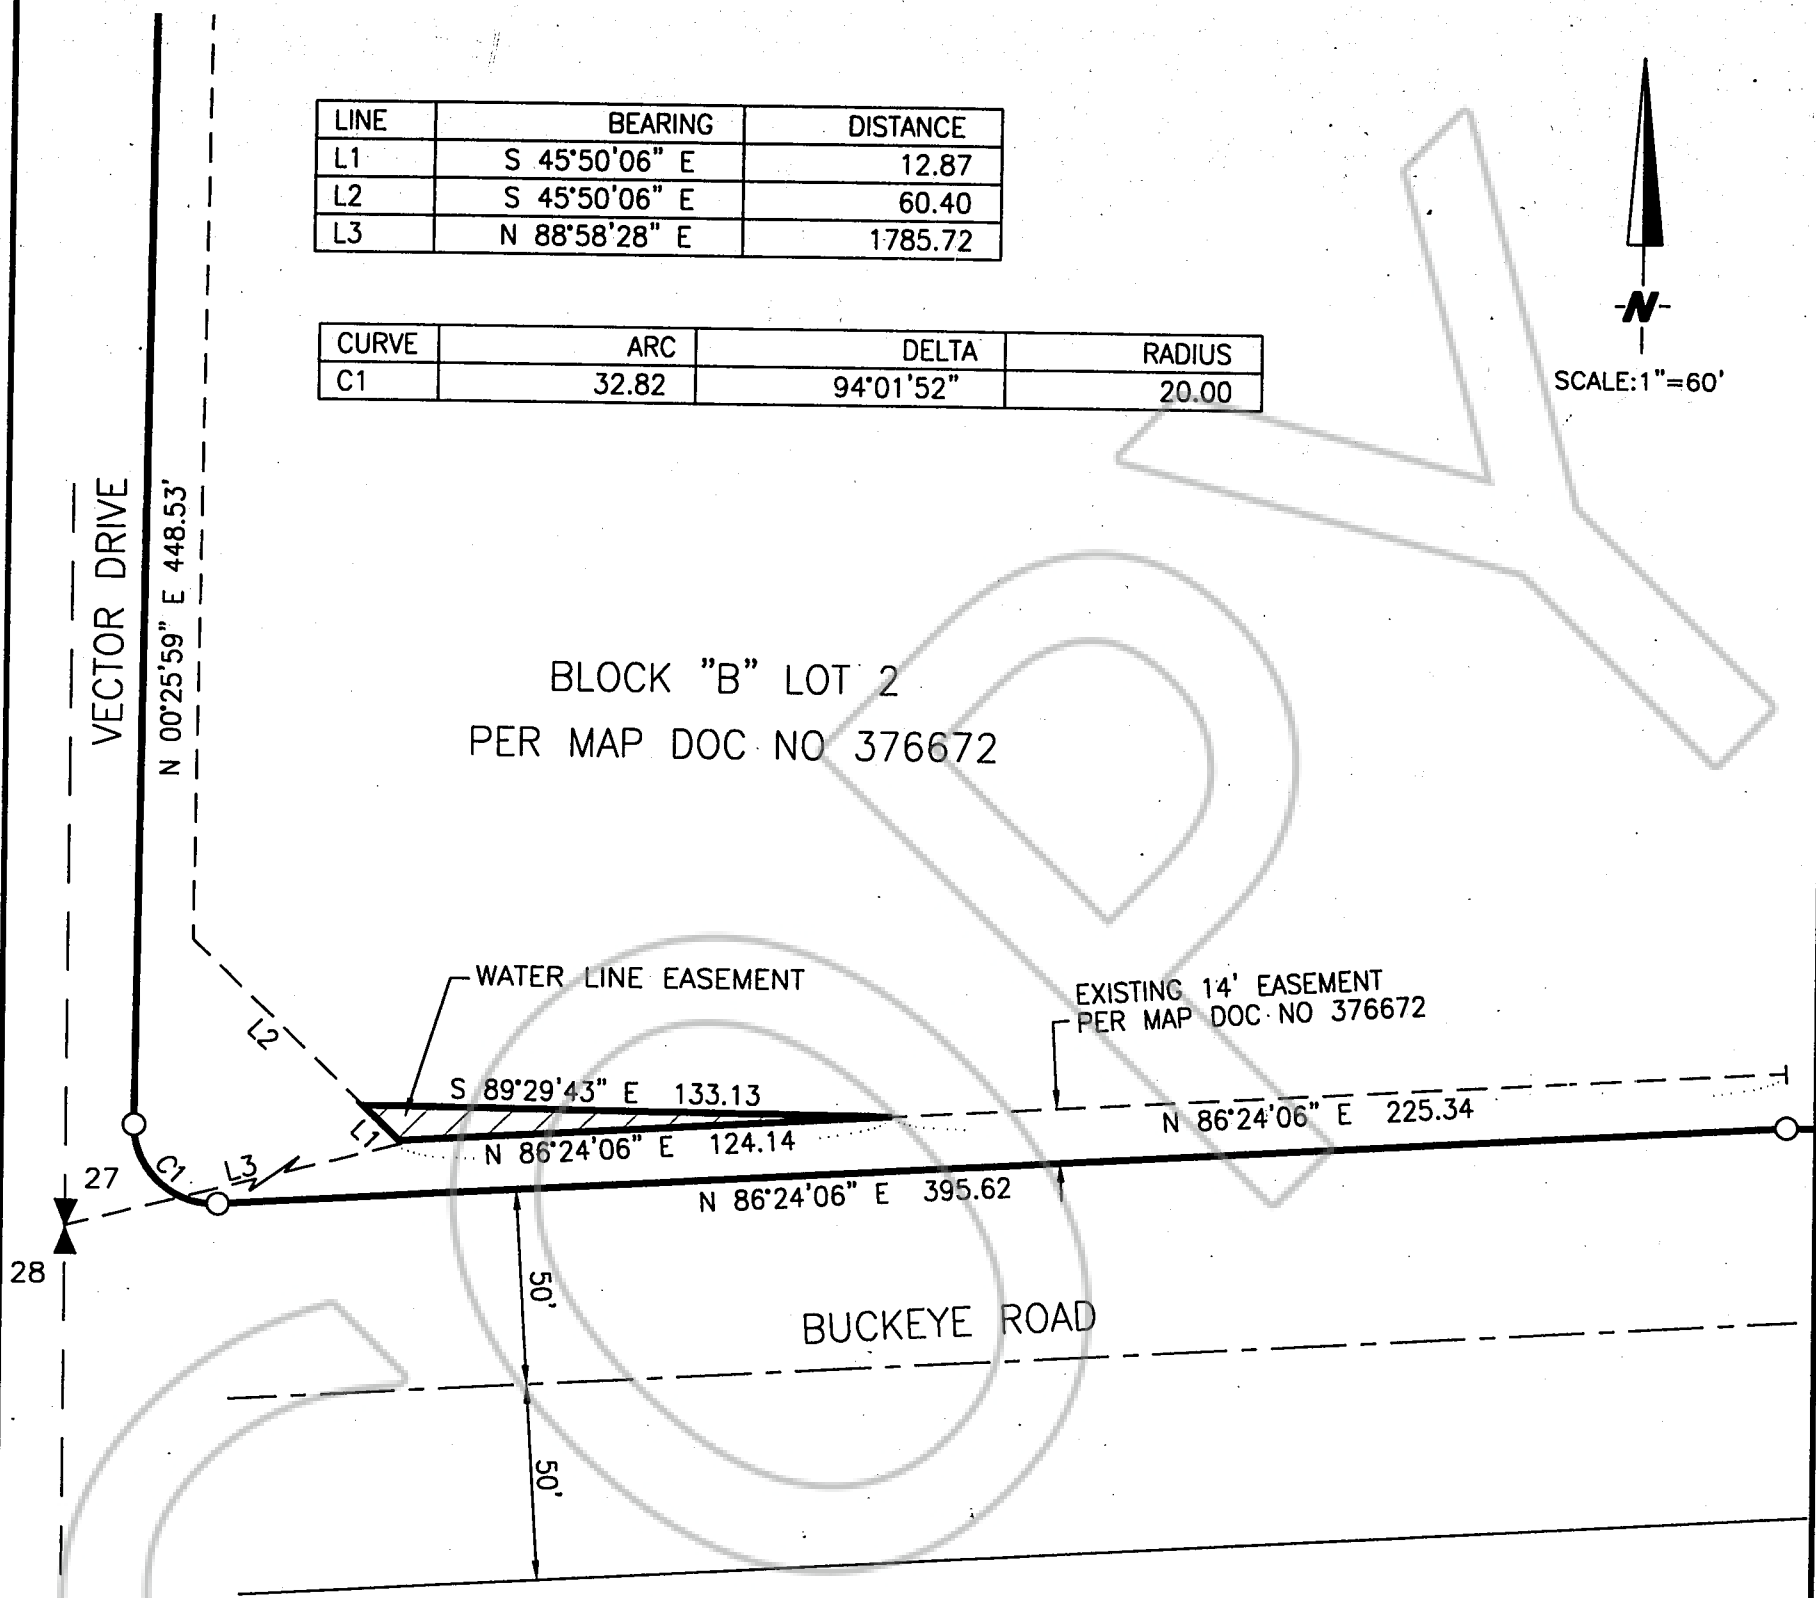 LINE BEARING DISTANCE
L1 S 45°50'06" E 12.87
L2 S 45°50'06" E 60.40
L3 N 88°58'28" E 1785.72
CURVE ARC DELTA RADIUS
C1 32.82 94°01'52" 20.00
-N-
SCALE:1"=60'
VECTOR DRIVE
N 00°25'59" E 448.53'
BLOCK "B" LOT 2
PER MAP DOC NO 376672
WATER LINE EASEMENT
EXISTING 14' EASEMENT
PER MAP DOC NO 376672
L2
S 89°29'43" E 133.13
L1
N 86°24'06" E 124.14
N 86°24'06" E 225.34
C1
L3
27
28
N 86°24'06" E 395.62
50'
BUCKEYE ROAD
50'
COPY